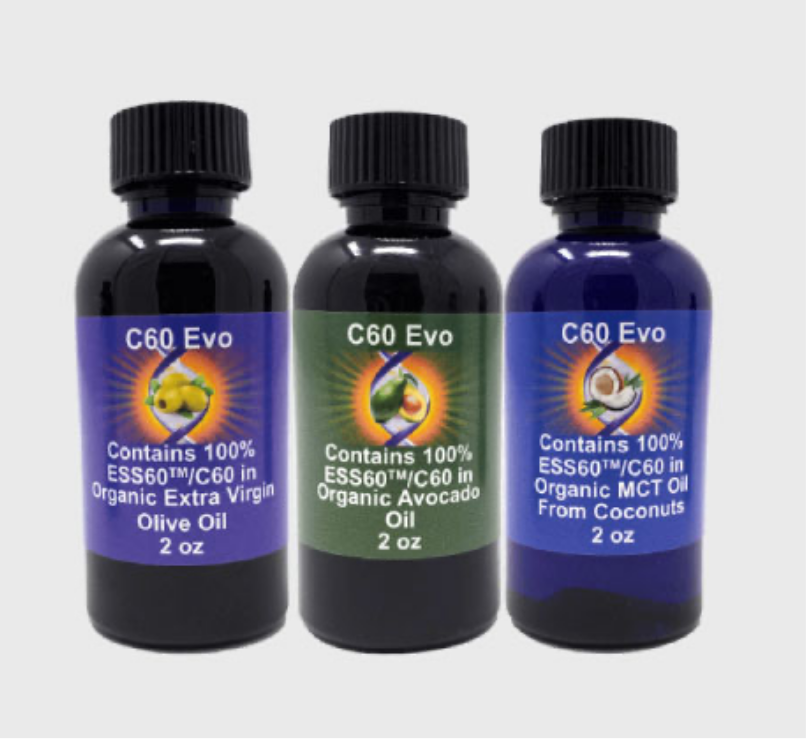 C60 Evo
Contains 100%
ESS60™/C60 in
Organic Extra Virgin
Olive Oil
2 oz
C60 Evo
Contains 100%
ESS60™/C60 in
Organic Avocado
Oil
2 oz
C60 Evo
Contains 100%
ESS60™/C60 in
Organic MCT Oil
From Coconuts
2 oz